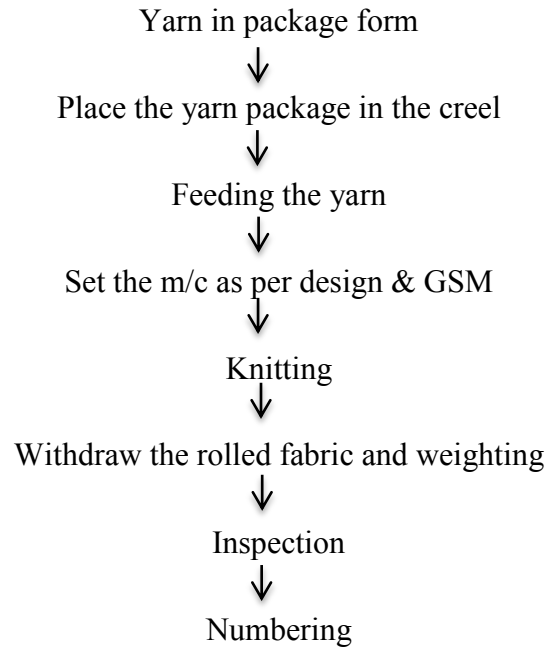 Yarn in package form
Place the yarn package in the creel
Feeding the yarn
Set the m/c as per design & GSM
Knitting
Withdraw the rolled fabric and weighting
Inspection
Numbering